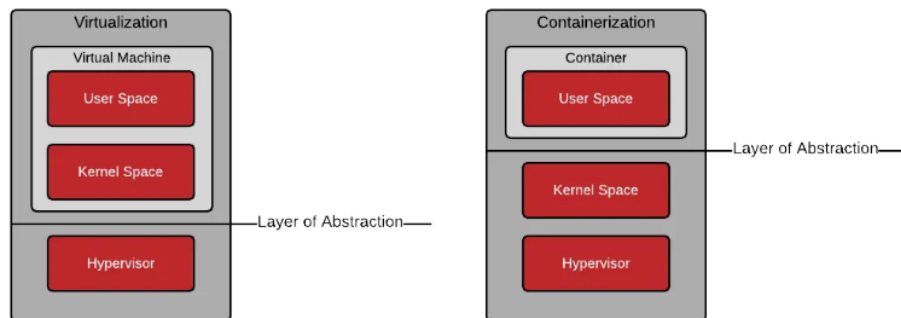 Virtualization
Virtual Machine
User Space
Kernel Space
Layer of Abstraction
Hypervisor
Containerization
Container
User Space
Layer of Abstraction
Kernel Space
Hypervisor